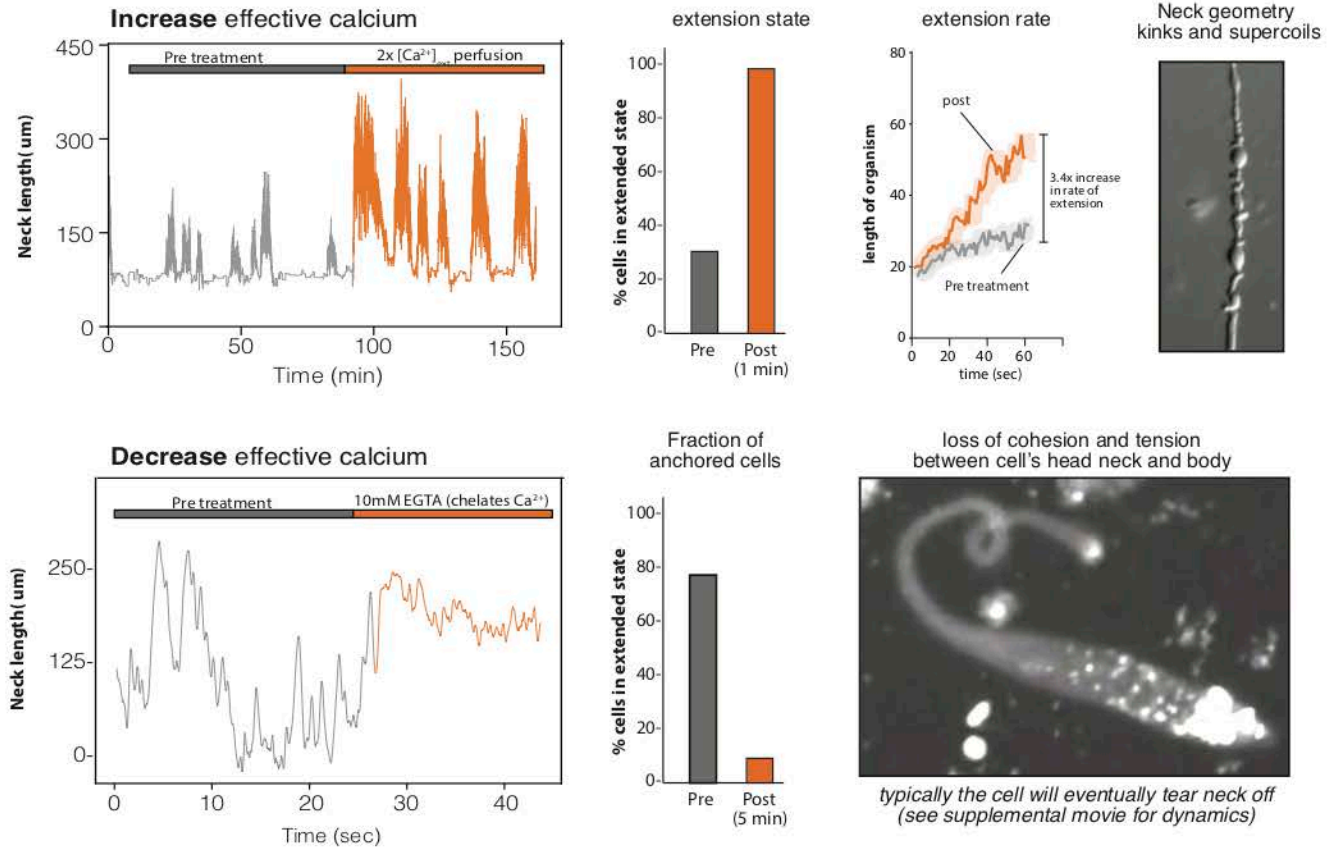 Increase effective calcium
Pre treatment
2x [Ca²⁺]ext perfusion
450
300
150
0
Neck length( um)
0
50
100
150
Time (min)
extension state
% cells in extended state
100
80
60
40
20
0
Pre
Post
(1 min)
extension rate
length of organism
80
60
40
20
0
post
3.4x increase
in rate of
extension
Pre treatment
0
20
40
60
time (sec)
Neck geometry
kinks and supercoils
Decrease effective calcium
Pre treatment
10mM EGTA (chelates Ca²⁺)
250
125
0
Neck length( um)
0
10
20
30
40
Time (sec)
Fraction of
anchored cells
% cells in extended state
100
80
60
40
20
0
Pre
Post
(5 min)
loss of cohesion and tension
between cell's head neck and body
typically the cell will eventually tear neck off
(see supplemental movie for dynamics)